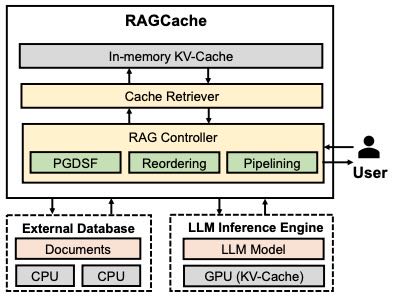 RAGCache
In-memory KV-Cache
Cache Retriever
RAG Controller
PGDSF
Reordering
Pipelining
User
External Database
Documents
CPU
CPU
LLM Inference Engine
LLM Model
GPU (KV-Cache)